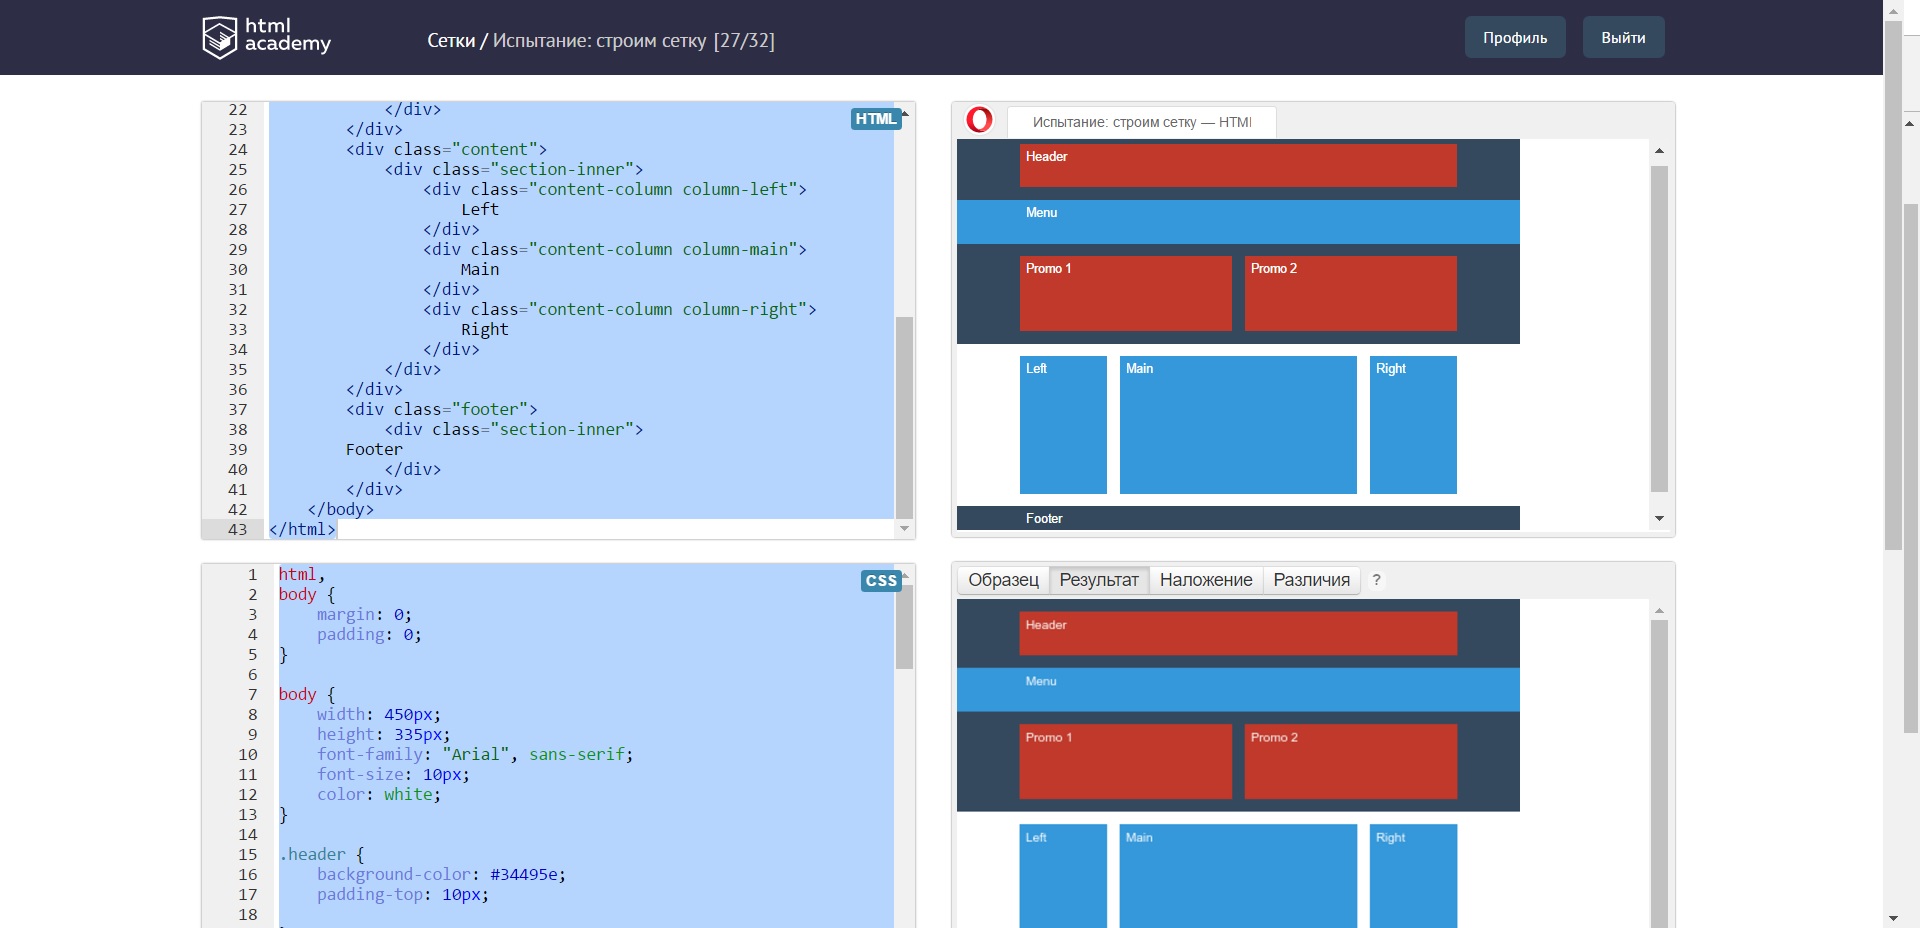 html
academy
Сетки / Испытание: строим сетку [27/32]
Профиль
Выйти
HTML
22 </div>
23 </div>
24 <div class="content">
25 <div class="section-inner">
26 <div class="content-column column-left">
27 Left
28 </div>
29 <div class="content-column column-main">
30 Main
31 </div>
32 <div class="content-column column-right">
33 Right
34 </div>
35 </div>
36 </div>
37 <div class="footer">
38 <div class="section-inner">
39 Footer
40 </div>
41 </div>
42 </body>
43 </html>
CSS
1 html,
2 body {
3 margin: 0;
4 padding: 0;
5 }
6
7 body {
8 width: 450px;
9 height: 335px;
10 font-family: "Arial", sans-serif;
11 font-size: 10px;
12 color: white;
13 }
14
15 .header {
16 background-color: #34495e;
17 padding-top: 10px;
18
Испытание: строим сетку — HTM
Header
Menu
Promo 1
Promo 2
Left
Main
Right
Footer
Образец
Результат
Наложение
Различия
?
Header
Menu
Promo 1
Promo 2
Left
Main
Right